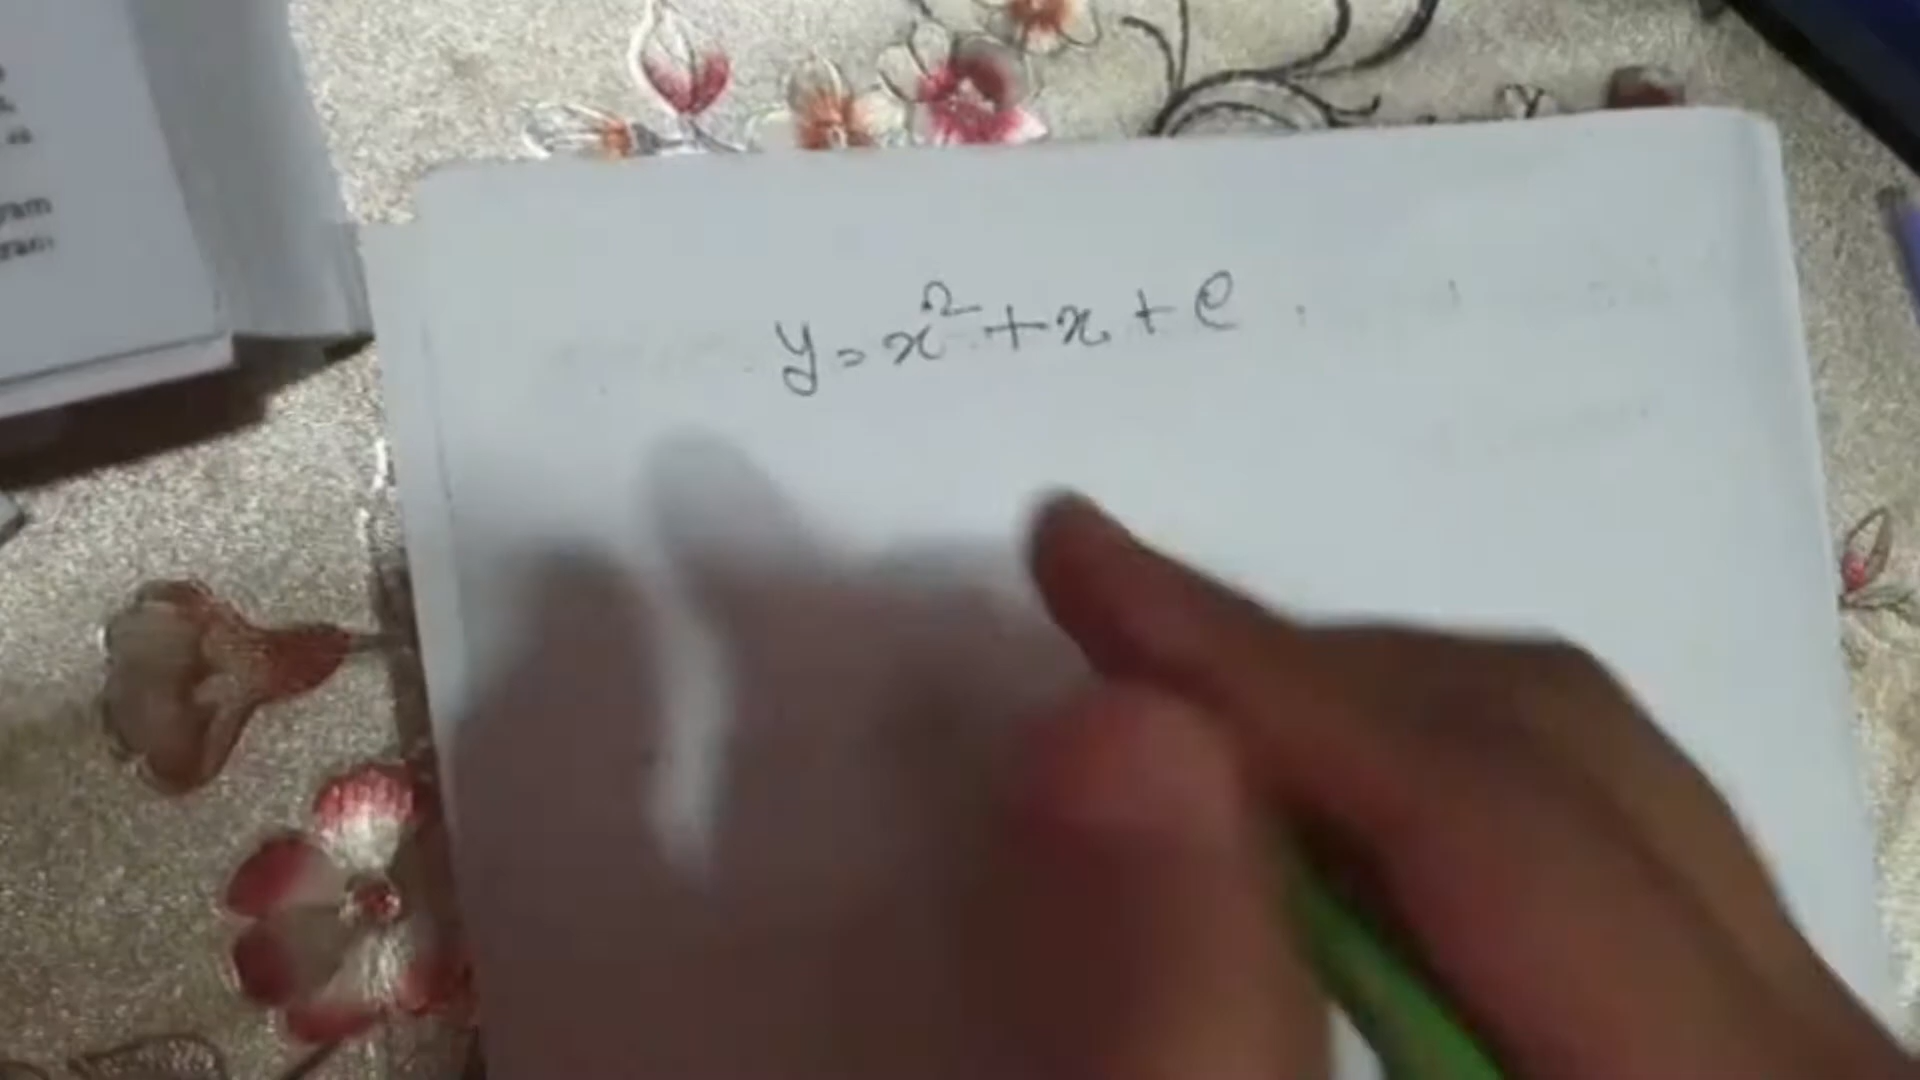 y = x² + x + e